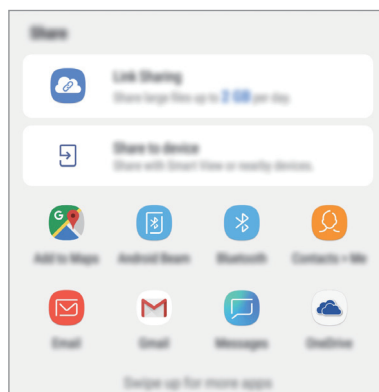 Share
Link Sharing
Share large files up to 2 GB per day.
Share to device
Share with Smart View or nearby devices.
G
Add to Maps Android Beam Bluetooth Contacts + Me
Email Gmail Messages OneDrive
Swipe up for more apps